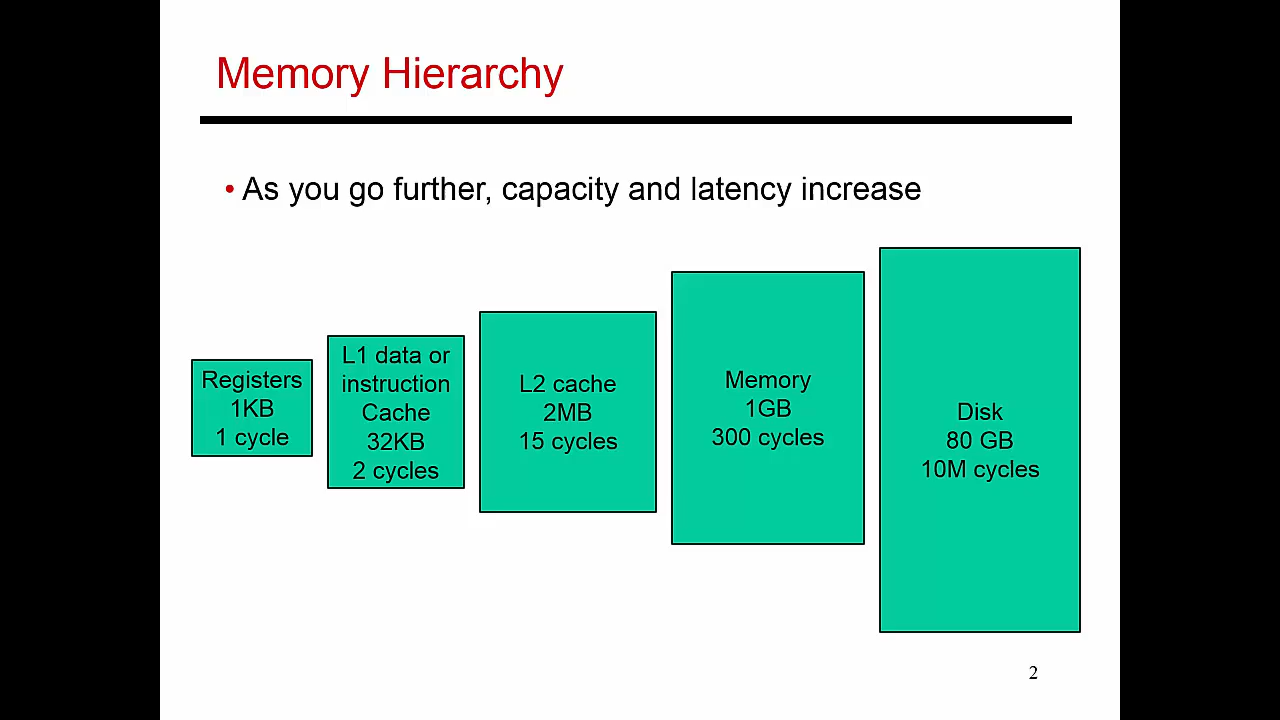 Memory Hierarchy
• As you go further, capacity and latency increase
Registers
1KB
1 cycle
L1 data or
instruction
Cache
32KB
2 cycles
L2 cache
2MB
15 cycles
Memory
1GB
300 cycles
Disk
80 GB
10M cycles
2